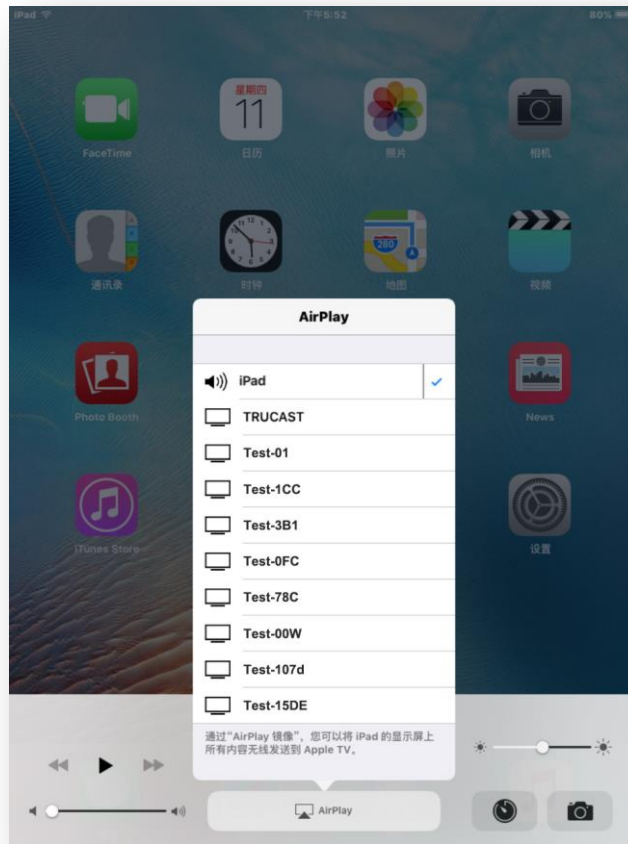 iPad 下午5:52 80%
星期四
11
FaceTime 日历 照片 相机
280
通讯录 时钟 地图 视频
AirPlay
iPad
TRUCAST
Photo Booth News
Test-01
Test-1CC
Test-3B1
iTunes Store 设置
Test-0FC
Test-78C
Test-00W
Test-107d
Test-15DE
通过“AirPlay 镜像”，您可以将 iPad 的显示屏上
所有内容无线发送到 Apple TV。
AirPlay